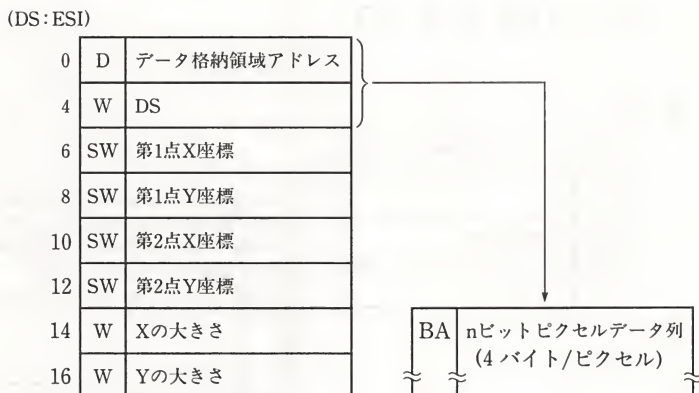 (DS:ESI)
0 D データ格納領域アドレス
4 W DS
6 SW 第1点X座標
8 SW 第1点Y座標
10 SW 第2点X座標
12 SW 第2点Y座標
14 W Xの大きさ
16 W Yの大きさ
BA nビットピクセルデータ列
(4 バイト/ピクセル)